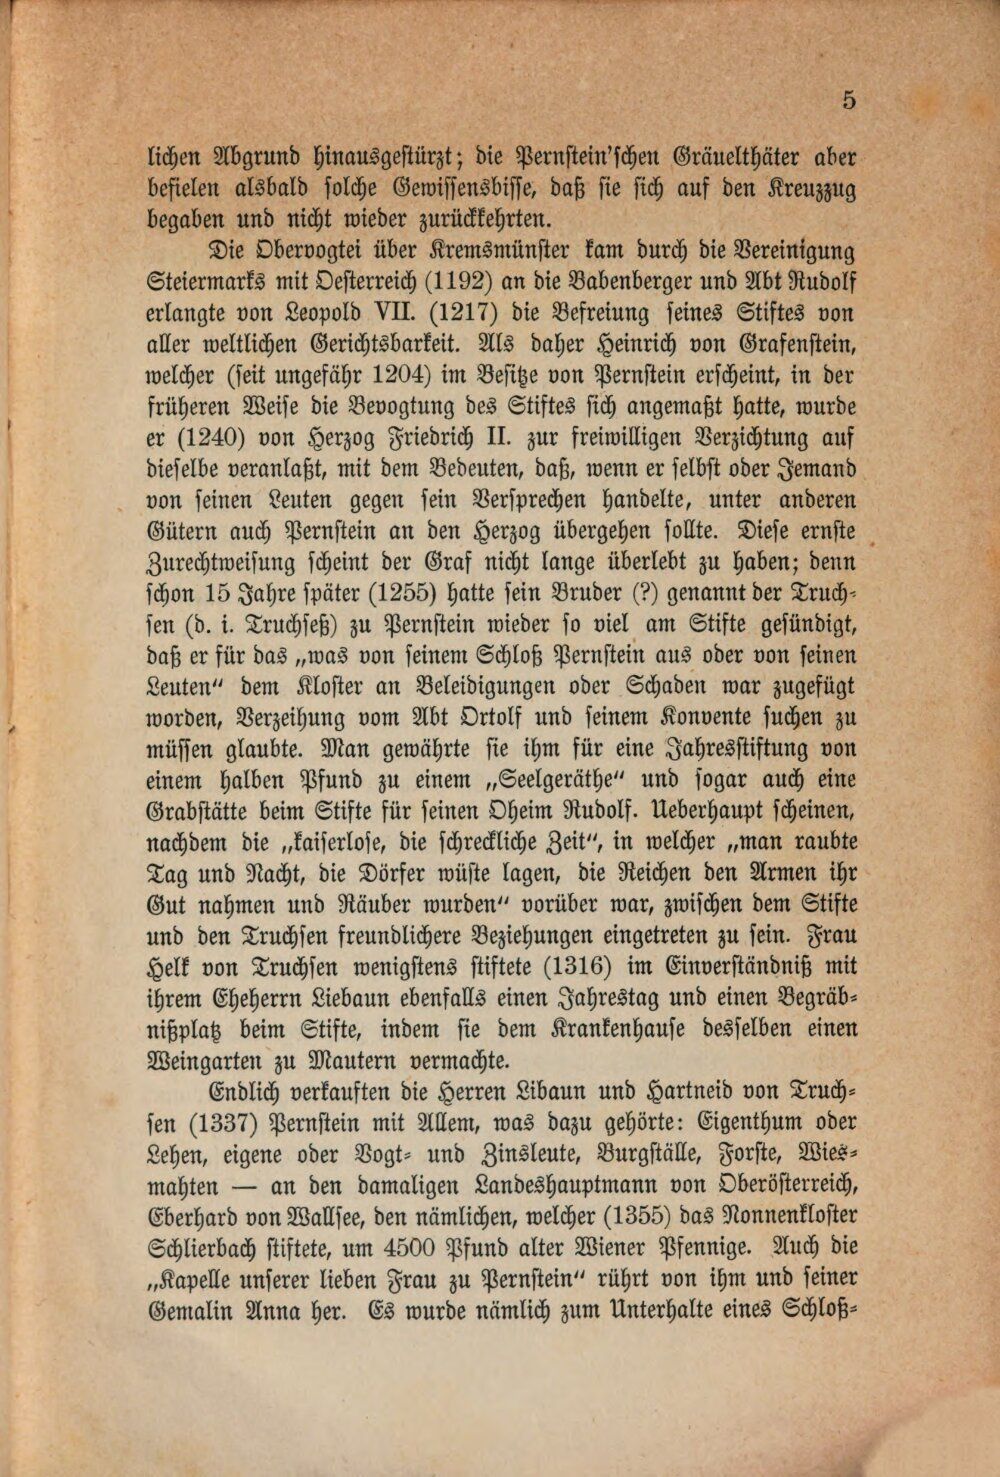 5
lichen Abgrund hinausgestürzt; die Pernstein'schen Gräuelthäter aber
befielen alsbald solche Gewissensbisse, daß sie sich auf den Kreuzzug
begaben und nicht wieder zurückkehrten.
Die Obervogtei über Kremsmünster kam durch die Vereinigung
Steiermarks mit Oesterreich (1192) an die Babenberger und Abt Rudolf
erlangte von Leopold VII. (1217) die Befreiung seines Stiftes von
aller weltlichen Gerichtsbarkeit. Als daher Heinrich von Grafenstein,
welcher (seit ungefähr 1204) im Besitze von Pernstein erscheint, in der
früheren Weise die Bevogtung des Stiftes sich angemaßt hatte, wurde
er (1240) von Herzog Friedrich II. zur freiwilligen Verzichtung auf
dieselbe veranlaßt, mit dem Bedeuten, daß, wenn er selbst oder Jemand
von seinen Leuten gegen sein Versprechen handelte, unter anderen
Gütern auch Pernstein an den Herzog übergehen sollte. Diese ernste
Zurechtweisung scheint der Graf nicht lange überlebt zu haben; denn
schon 15 Jahre später (1255) hatte sein Bruder (?) genannt der Truch-
sen (d. i. Truchseß) zu Pernstein wieder so viel am Stifte gesündigt,
daß er für das „was von seinem Schloß Pernstein aus oder von seinen
Leuten" dem Kloster an Beleidigungen oder Schaden war zugefügt
worden, Verzeihung vom Abt Ortolf und seinem Konvente suchen zu
müssen glaubte. Man gewährte sie ihm für eine Jahresstiftung von
einem halben Pfund zu einem „Seelgeräthe" und sogar auch eine
Grabstätte beim Stifte für seinen Oheim Rudolf. Ueberhaupt scheinen,
nachdem die „kaiserlose, die schreckliche Zeit", in welcher „man raubte
Tag und Nacht, die Dörfer wüste lagen, die Reichen den Armen ihr
Gut nahmen und Räuber wurden" vorüber war, zwischen dem Stifte
und den Truchsen freundlichere Beziehungen eingetreten zu sein. Frau
Helk von Truchsen wenigstens stiftete (1316) im Einverständniß mit
ihrem Eheherrn Liebaun ebenfalls einen Jahrestag und einen Begräb-
nißplatz beim Stifte, indem sie dem Krankenhause desselben einen
Weingarten zu Mautern vermachte.
Endlich verkauften die Herren Libaun und Hartneid von Truch-
sen (1337) Pernstein mit Allem, was dazu gehörte: Eigenthum oder
Lehen, eigene oder Vogt- und Zinsleute, Burgställe, Forste, Wies-
mahten — an den damaligen Landeshauptmann von Oberösterreich,
Eberhard von Wallsee, den nämlichen, welcher (1355) das Nonnenkloster
Schlierbach stiftete, um 4500 Pfund alter Wiener Pfennige. Auch die
„Kapelle unserer lieben Frau zu Pernstein" rührt von ihm und seiner
Gemalin Anna her. Es wurde nämlich zum Unterhalte eines Schloß-